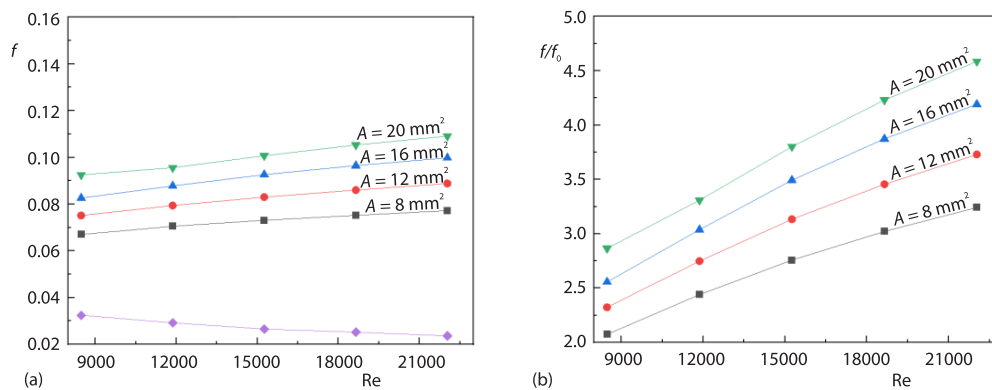 0.16
f
0.14
0.12
0.10
0.08
0.06
0.04
0.02
A = 20 mm²
A = 16 mm²
A = 12 mm²
A = 8 mm²
9000 12000 15000 18000 21000
(a) Re
5.0
f/f₀
4.5
4.0
3.5
3.0
2.5
2.0
A = 20 mm²
A = 16 mm²
A = 12 mm²
A = 8 mm²
9000 12000 15000 18000 21000
(b) Re